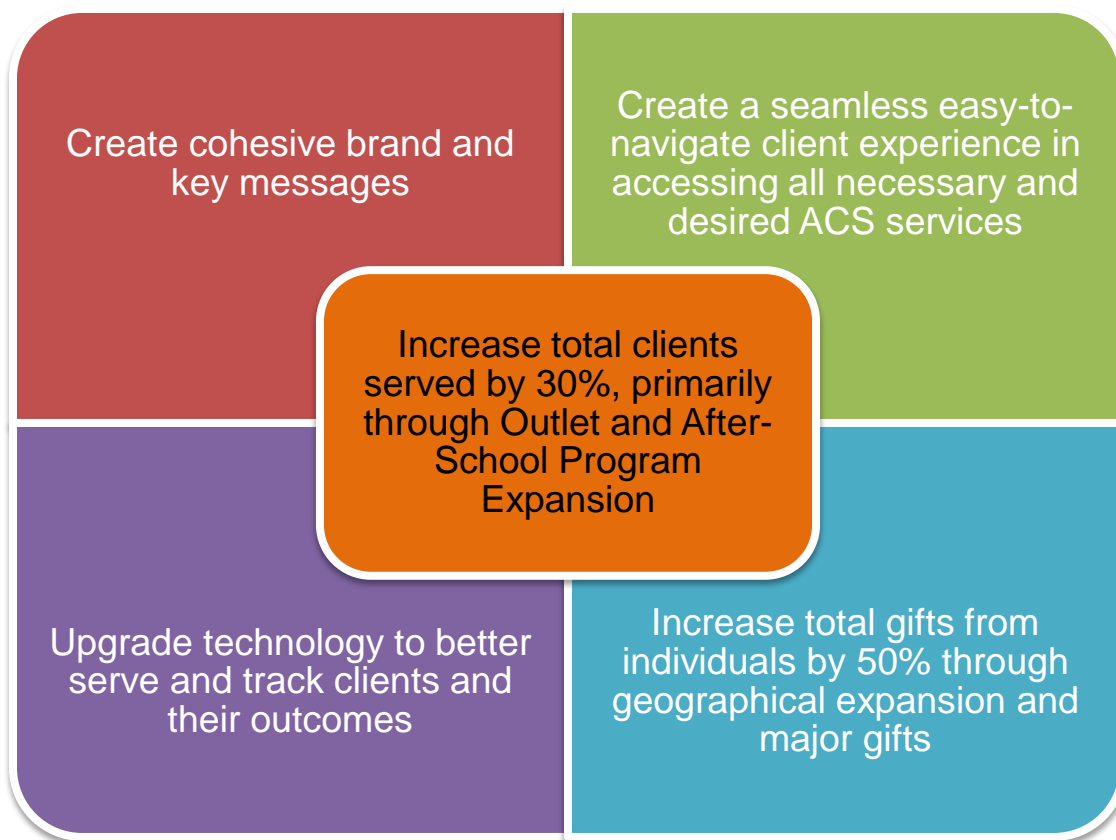 Create cohesive brand and
key messages
Create a seamless easy-to-
navigate client experience in
accessing all necessary and
desired ACS services
Increase total clients
served by 30%, primarily
through Outlet and After-
School Program
Expansion
Upgrade technology to better
serve and track clients and
their outcomes
Increase total gifts from
individuals by 50% through
geographical expansion and
major gifts